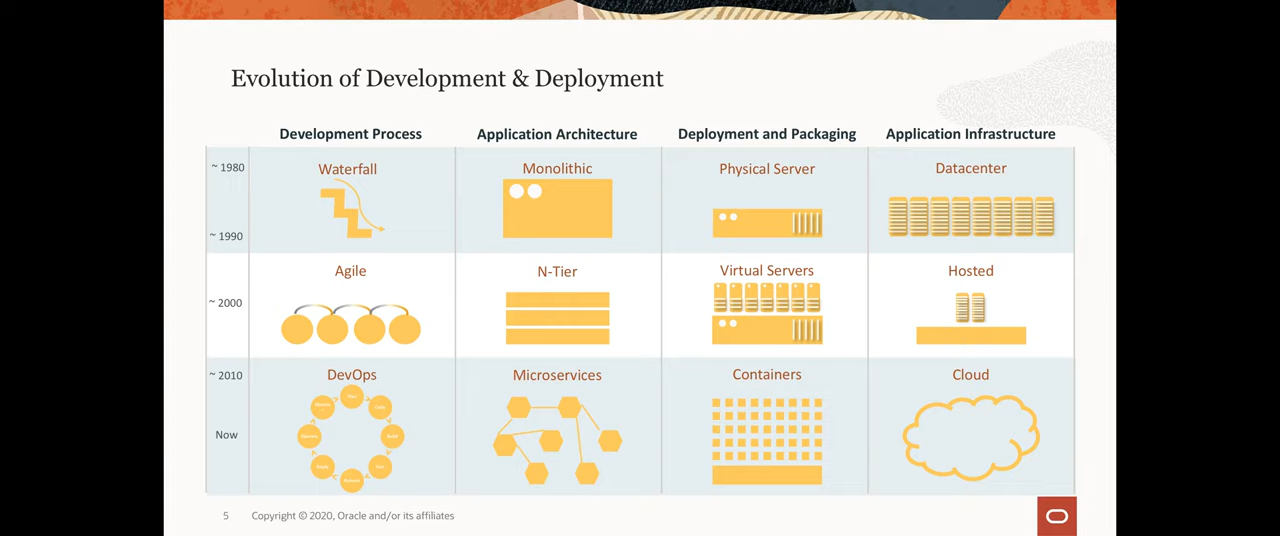 Evolution of Development & Deployment
Development Process
Application Architecture
Deployment and Packaging
Application Infrastructure
~ 1980
Waterfall
Monolithic
Physical Server
Datacenter
~ 1990
Agile
N-Tier
Virtual Servers
Hosted
~ 2000
~ 2010
DevOps
Microservices
Containers
Cloud
Now
5 Copyright © 2020, Oracle and/or its affiliates